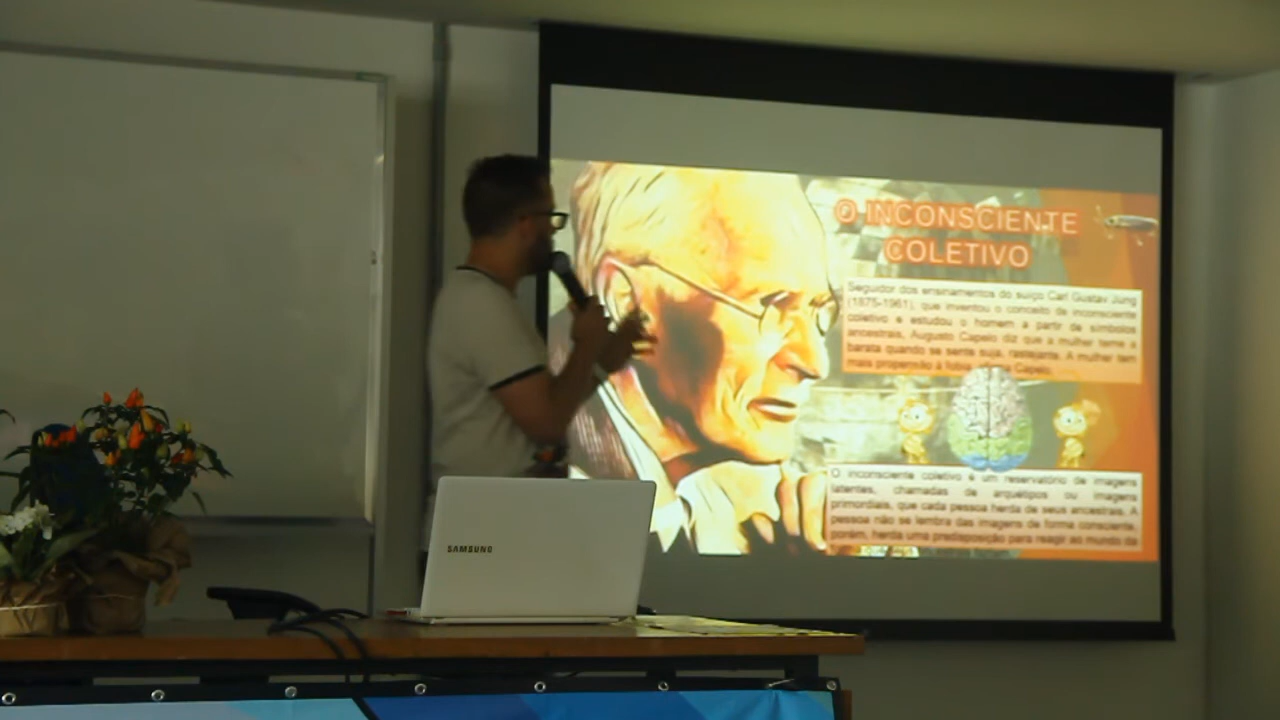 O INCONSCIENTE
COLETIVO
Seguidor dos ensinamentos do suíço Carl Gustav Jung
(1875-1961), que inventou o conceito de inconsciente
coletivo e estudou o homem a partir de símbolos
ancestrais, Augusto Capelo diz que a mulher teme a
barata quando se sente suja, rastejante. A mulher tem
mais propensão à fobia, Capelo.
O inconsciente coletivo é um reservatório de imagens
latentes, chamadas de arquétipos ou imagens
primordiais, que cada pessoa herda de seus ancestrais. A
pessoa não se lembra das imagens de forma consciente,
porém, herda uma predisposição para reagir ao mundo da
SAMSUNG